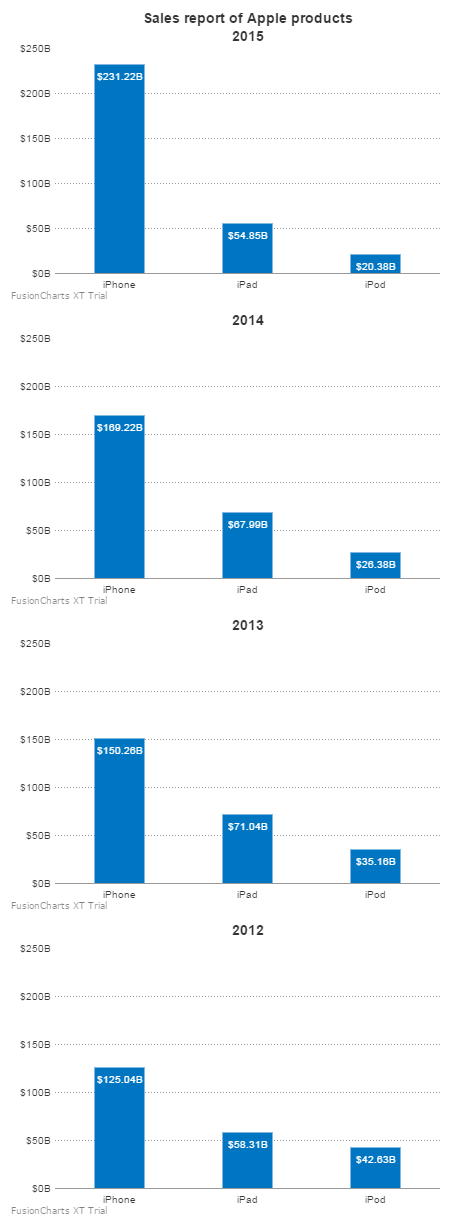 Sales report of Apple products
2015
$250B
$200B
$150B
$100B
$50B
$0B
$231.22B
$54.85B
$20.38B
iPhone
iPad
iPod
FusionCharts XT Trial
2014
$250B
$200B
$150B
$100B
$50B
$0B
$169.22B
$67.99B
$26.38B
iPhone
iPad
iPod
FusionCharts XT Trial
2013
$250B
$200B
$150B
$100B
$50B
$0B
$150.26B
$71.04B
$35.16B
iPhone
iPad
iPod
FusionCharts XT Trial
2012
$250B
$200B
$150B
$100B
$50B
$0B
$125.04B
$58.31B
$42.63B
iPhone
iPad
iPod
FusionCharts XT Trial